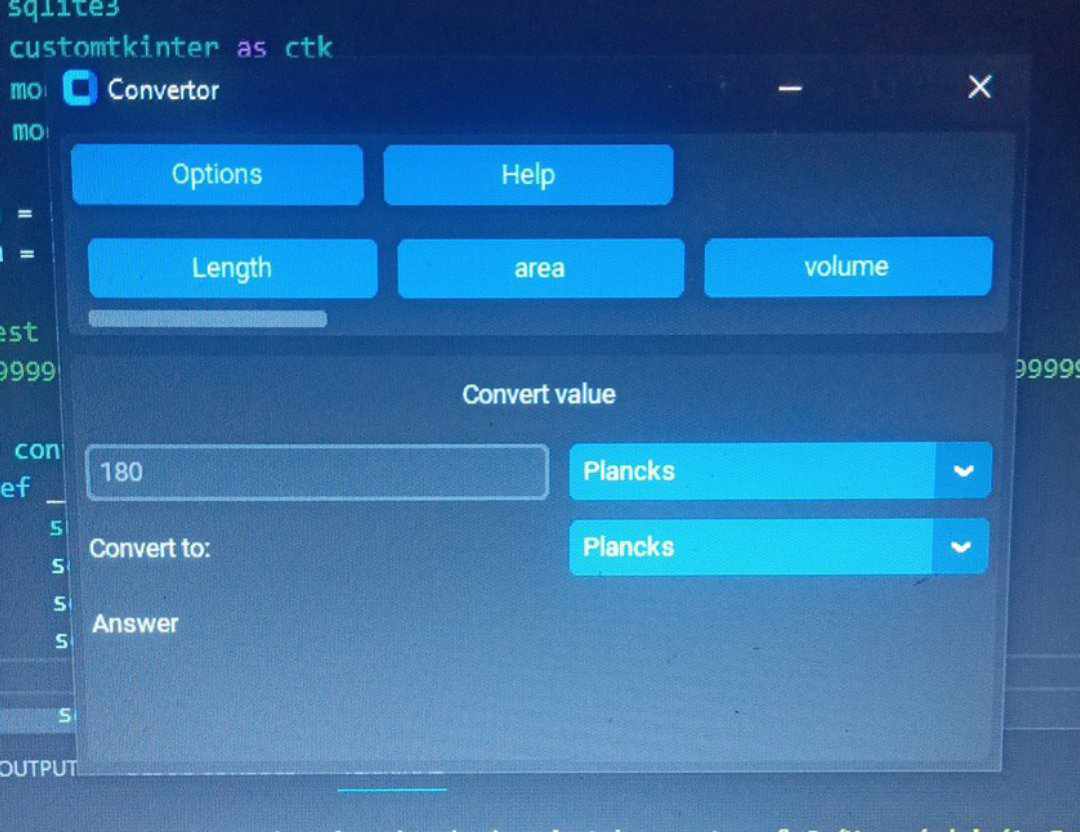 sqlite3
customtkinter as ctk
mo
Convertor
mo
Options
Help
=
=
Length
area
volume
est
9999
99999
Convert value
con
180
Plancks
ef _
Convert to:
Plancks
Answer
OUTPUT